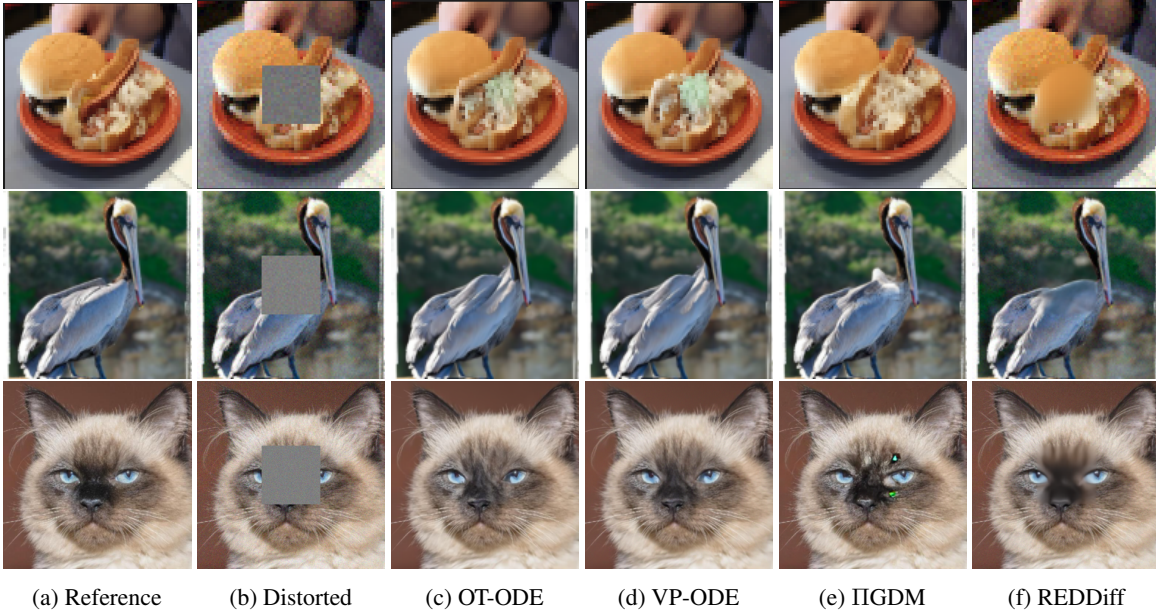 (a) Reference
(b) Distorted
(c) OT-ODE
(d) VP-ODE
(e) ΠGDM
(f) REDDiff